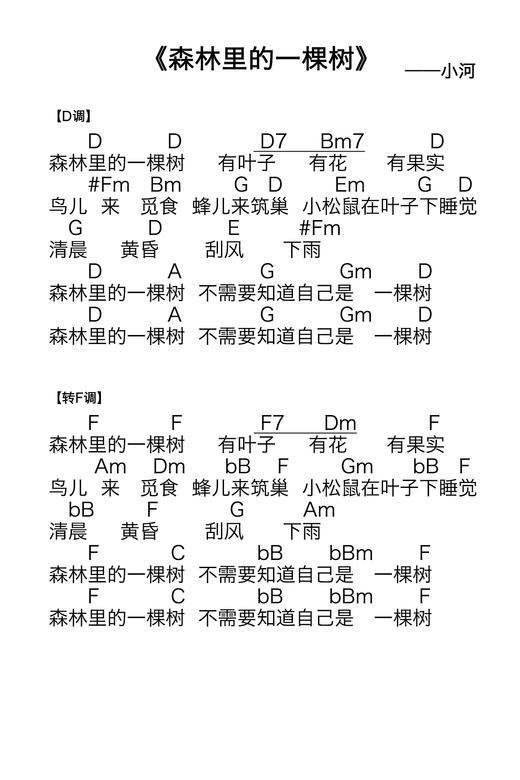 《森林里的一棵树》
——小河
【D调】
D D D7 Bm7 D
森林里的一棵树 有叶子 有花 有果实
#Fm Bm G D Em G D
鸟儿 来 觅食 蜂儿来筑巢 小松鼠在叶子下睡觉
G D E #Fm
清晨 黄昏 刮风 下雨
D A G Gm D
森林里的一棵树 不需要知道自己是 一棵树
D A G Gm D
森林里的一棵树 不需要知道自己是 一棵树
【转F调】
F F F7 Dm F
森林里的一棵树 有叶子 有花 有果实
Am Dm bB F Gm bB F
鸟儿 来 觅食 蜂儿来筑巢 小松鼠在叶子下睡觉
bB F G Am
清晨 黄昏 刮风 下雨
F C bB bBm F
森林里的一棵树 不需要知道自己是 一棵树
F C bB bBm F
森林里的一棵树 不需要知道自己是 一棵树